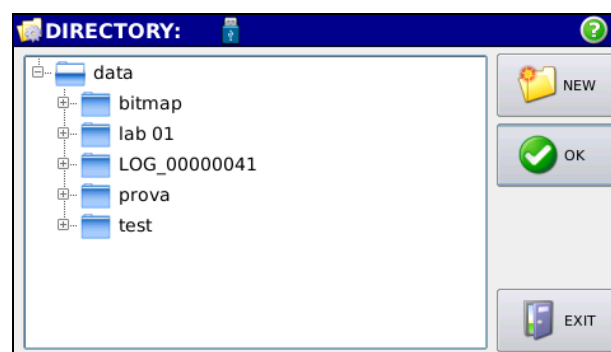 DIRECTORY:
data
bitmap
lab 01
LOG_00000041
prova
test
NEW
OK
EXIT